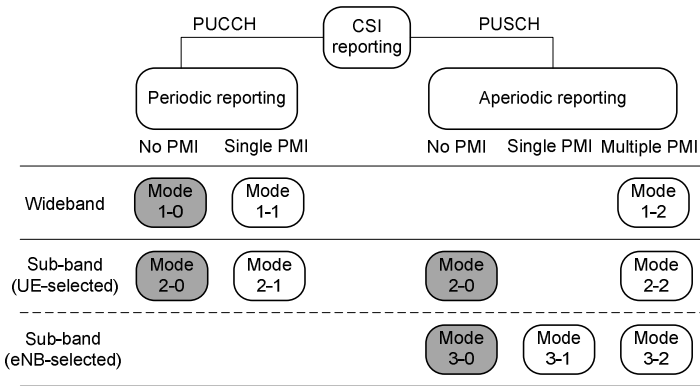 PUCCH
CSI
reporting
PUSCH
Periodic reporting
Aperiodic reporting
No PMI
Single PMI
No PMI
Single PMI
Multiple PMI
Wideband
Mode
1-0
Mode
1-1
Mode
1-2
Sub-band
(UE-selected)
Mode
2-0
Mode
2-1
Mode
2-0
Mode
2-2
Sub-band
(eNB-selected)
Mode
3-0
Mode
3-1
Mode
3-2